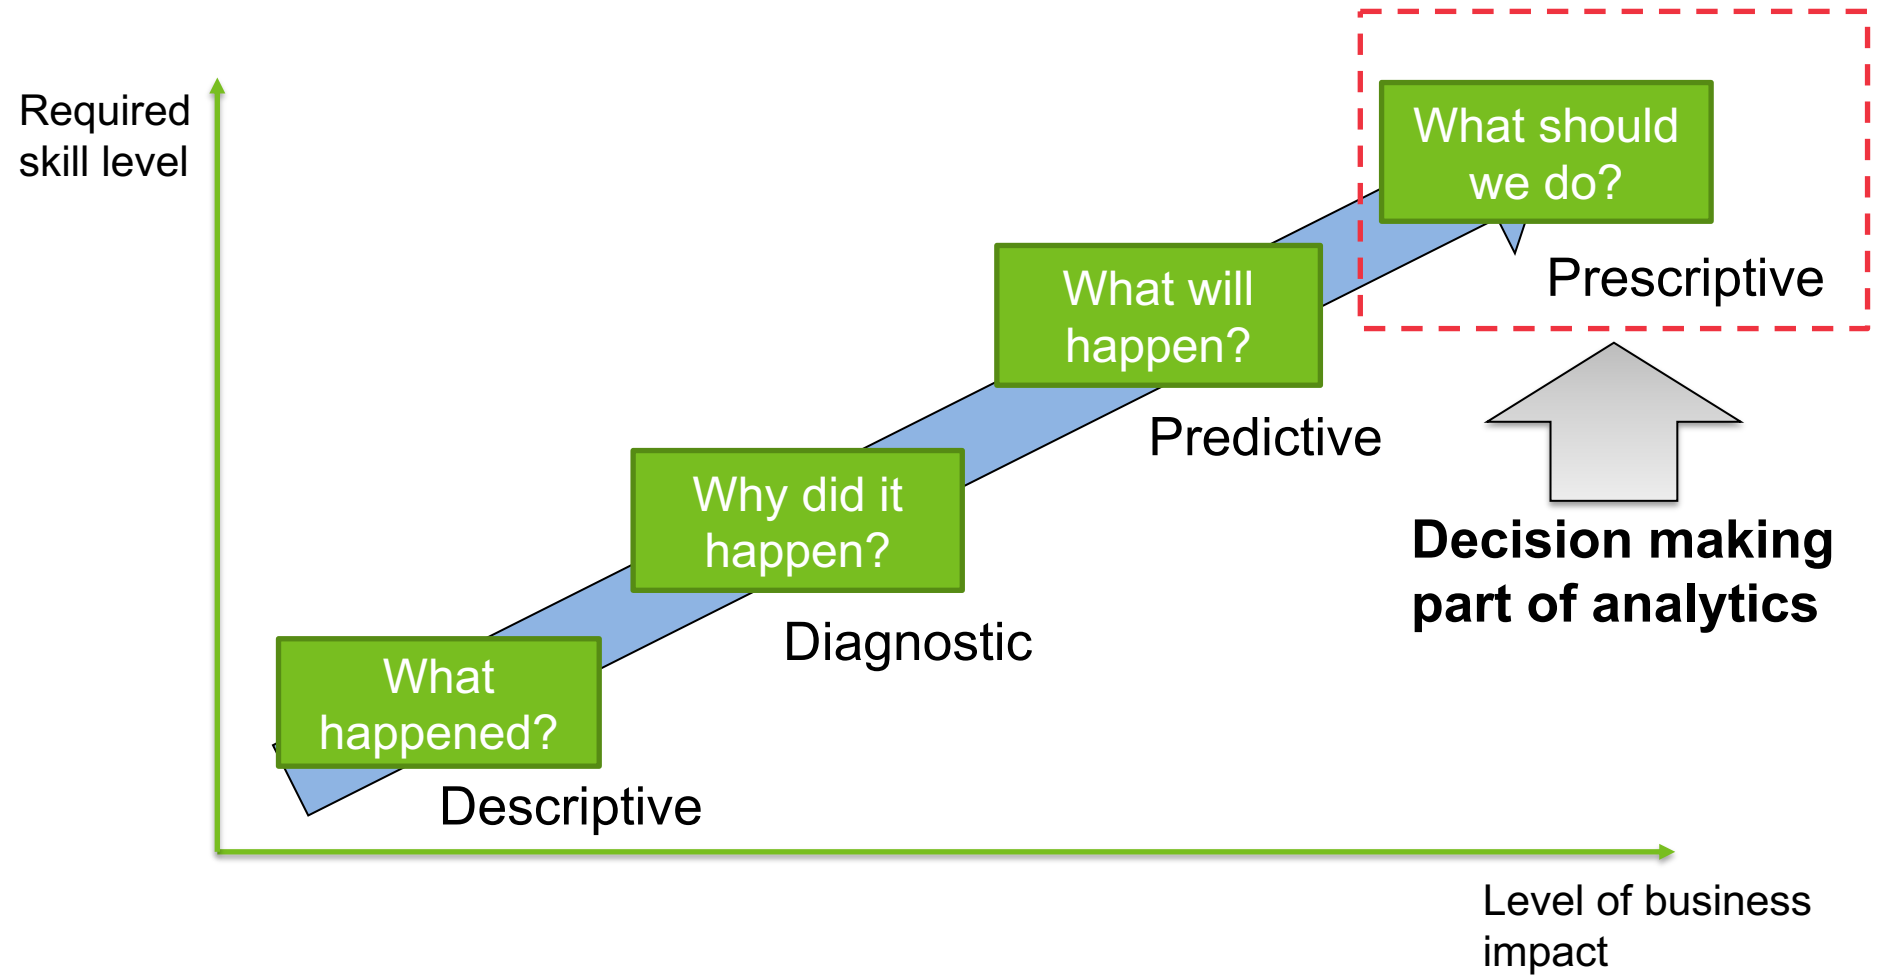 Required
skill level
What should
we do?
Prescriptive
What will
happen?
Predictive
Why did it
happen?
Diagnostic
What
happened?
Descriptive
Decision making
part of analytics
Level of business
impact